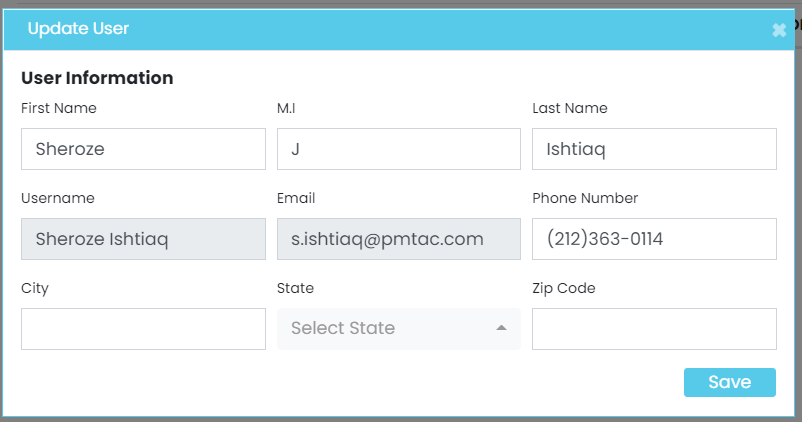 Update User
User Information
First Name M.I Last Name
Sheroze J Ishtiaq
Username Email Phone Number
Sheroze Ishtiaq s.ishtiaq@pmtac.com (212)363-0114
City State Zip Code
Select State
Save